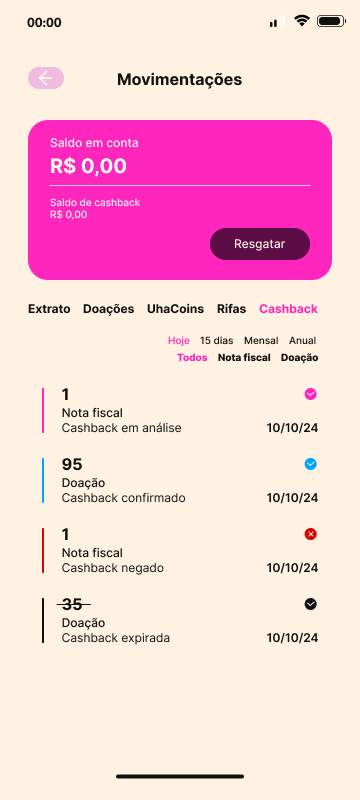 00:00
Movimentações
Saldo em conta
R$ 0,00
Saldo de cashback
R$ 0,00
Resgatar
Extrato Doações UhaCoins Rifas Cashback
Hoje 15 dias Mensal Anual
Todos Nota fiscal Doação
1
Nota fiscal
Cashback em análise 10/10/24
95
Doação
Cashback confirmado 10/10/24
1
Nota fiscal
Cashback negado 10/10/24
35
Doação
Cashback expirada 10/10/24